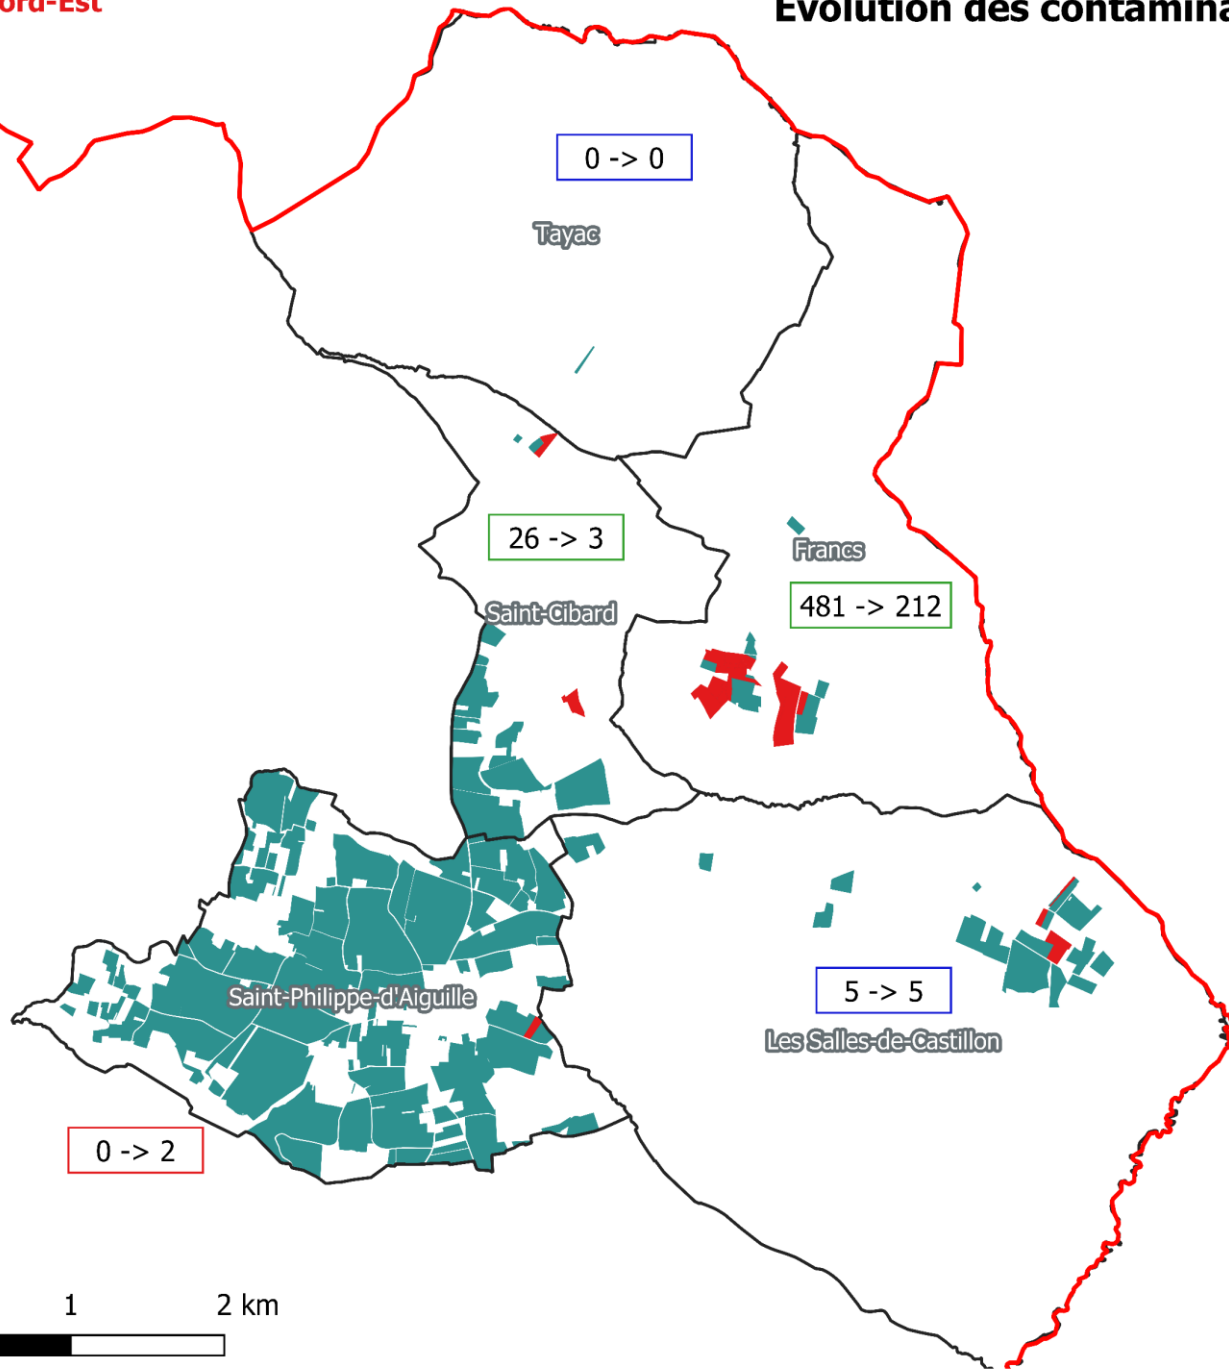 ord-Est
Evolution des contamina
0 -> 0
Tayac
26 -> 3
Francs
481 -> 212
Saint-Cibard
5 -> 5
Saint-Philippe-d'Aiguille
Les Salles-de-Castillon
0 -> 2
1 2 km